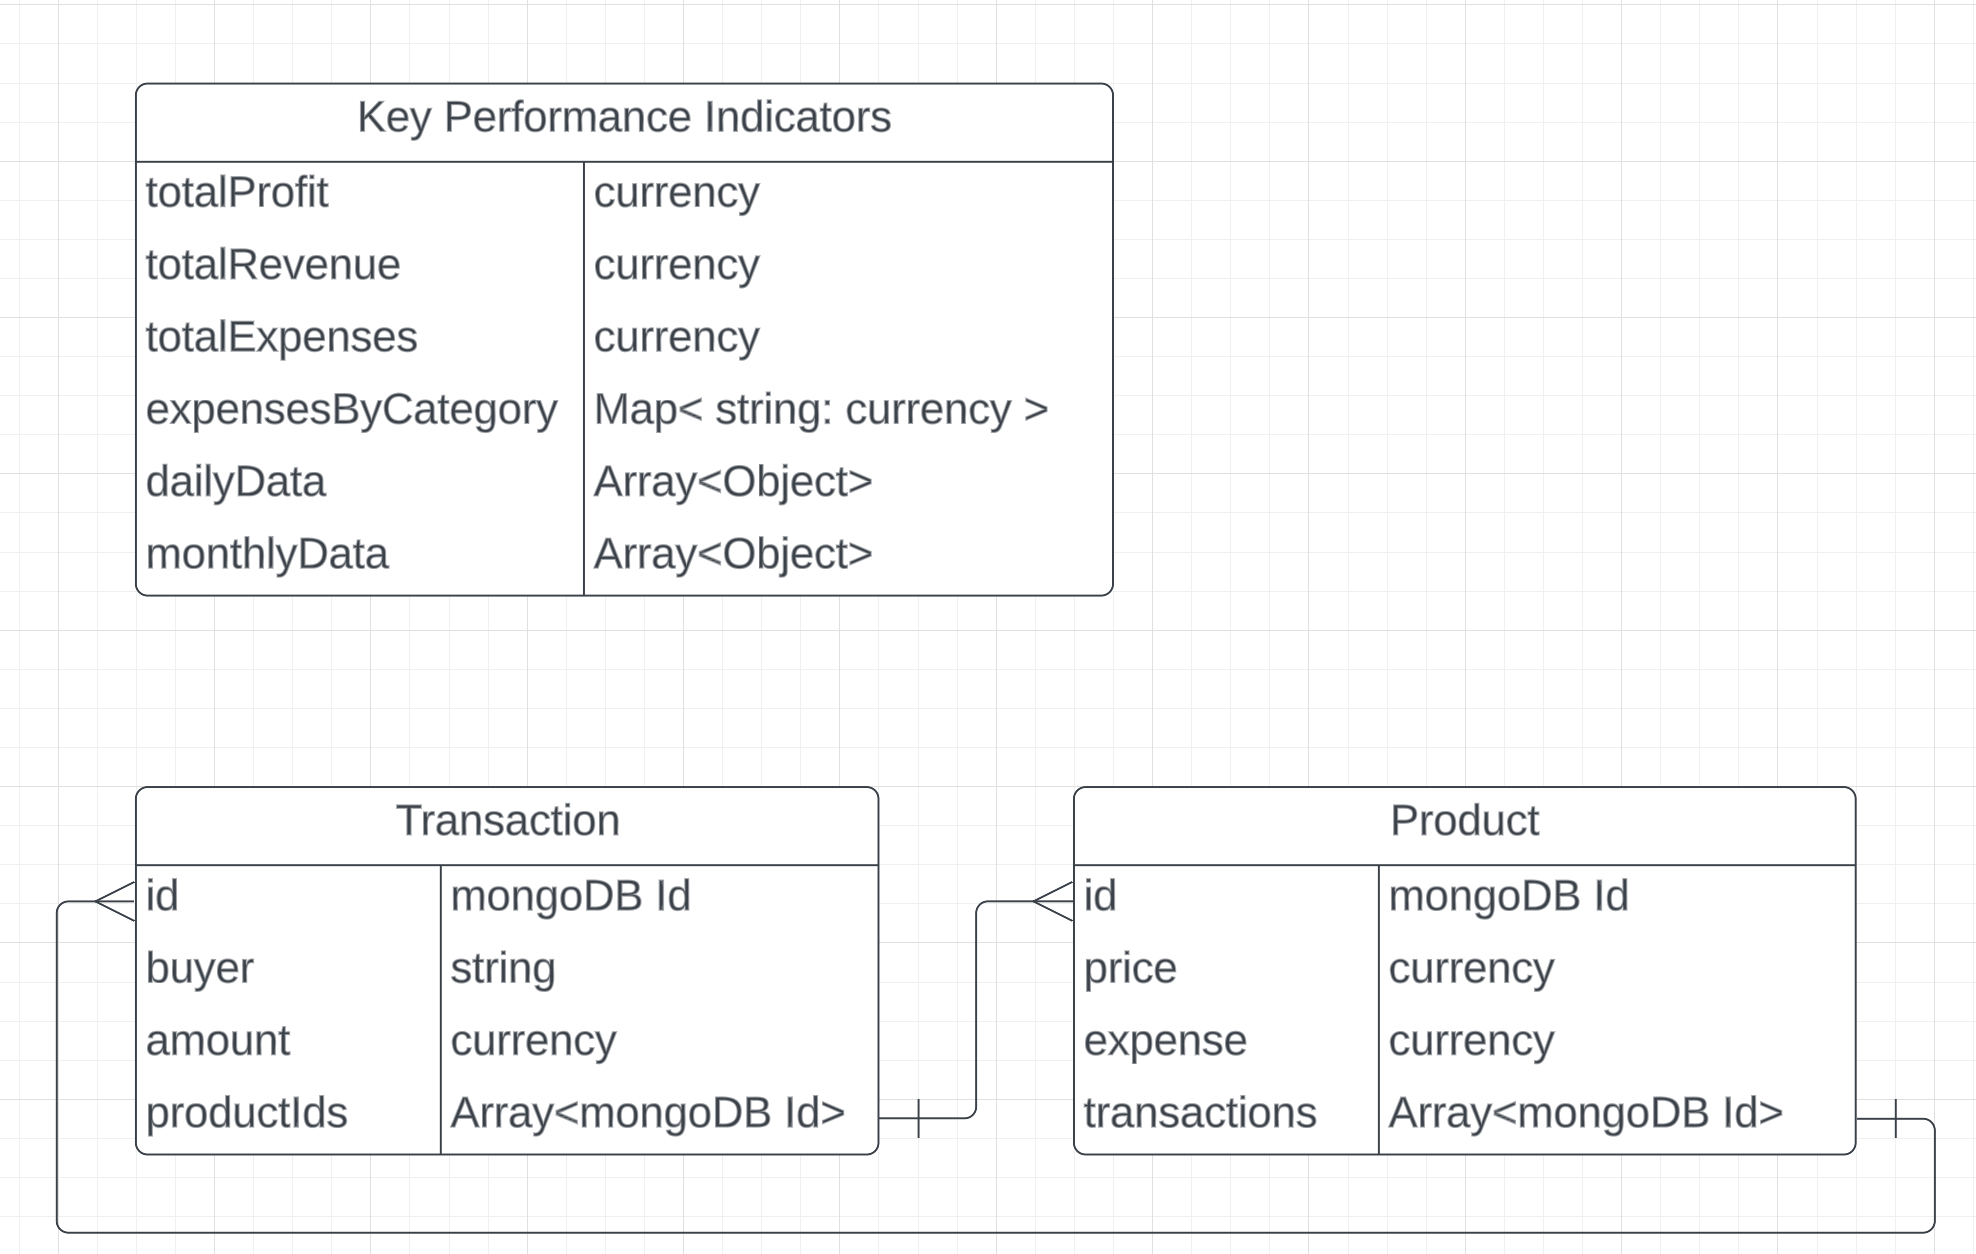 Key Performance Indicators
totalProfit currency
totalRevenue currency
totalExpenses currency
expensesByCategory Map< string: currency >
dailyData Array<Object>
monthlyData Array<Object>
Transaction
id mongoDB Id
buyer string
amount currency
productIds Array<mongoDB Id>
Product
id mongoDB Id
price currency
expense currency
transactions Array<mongoDB Id>